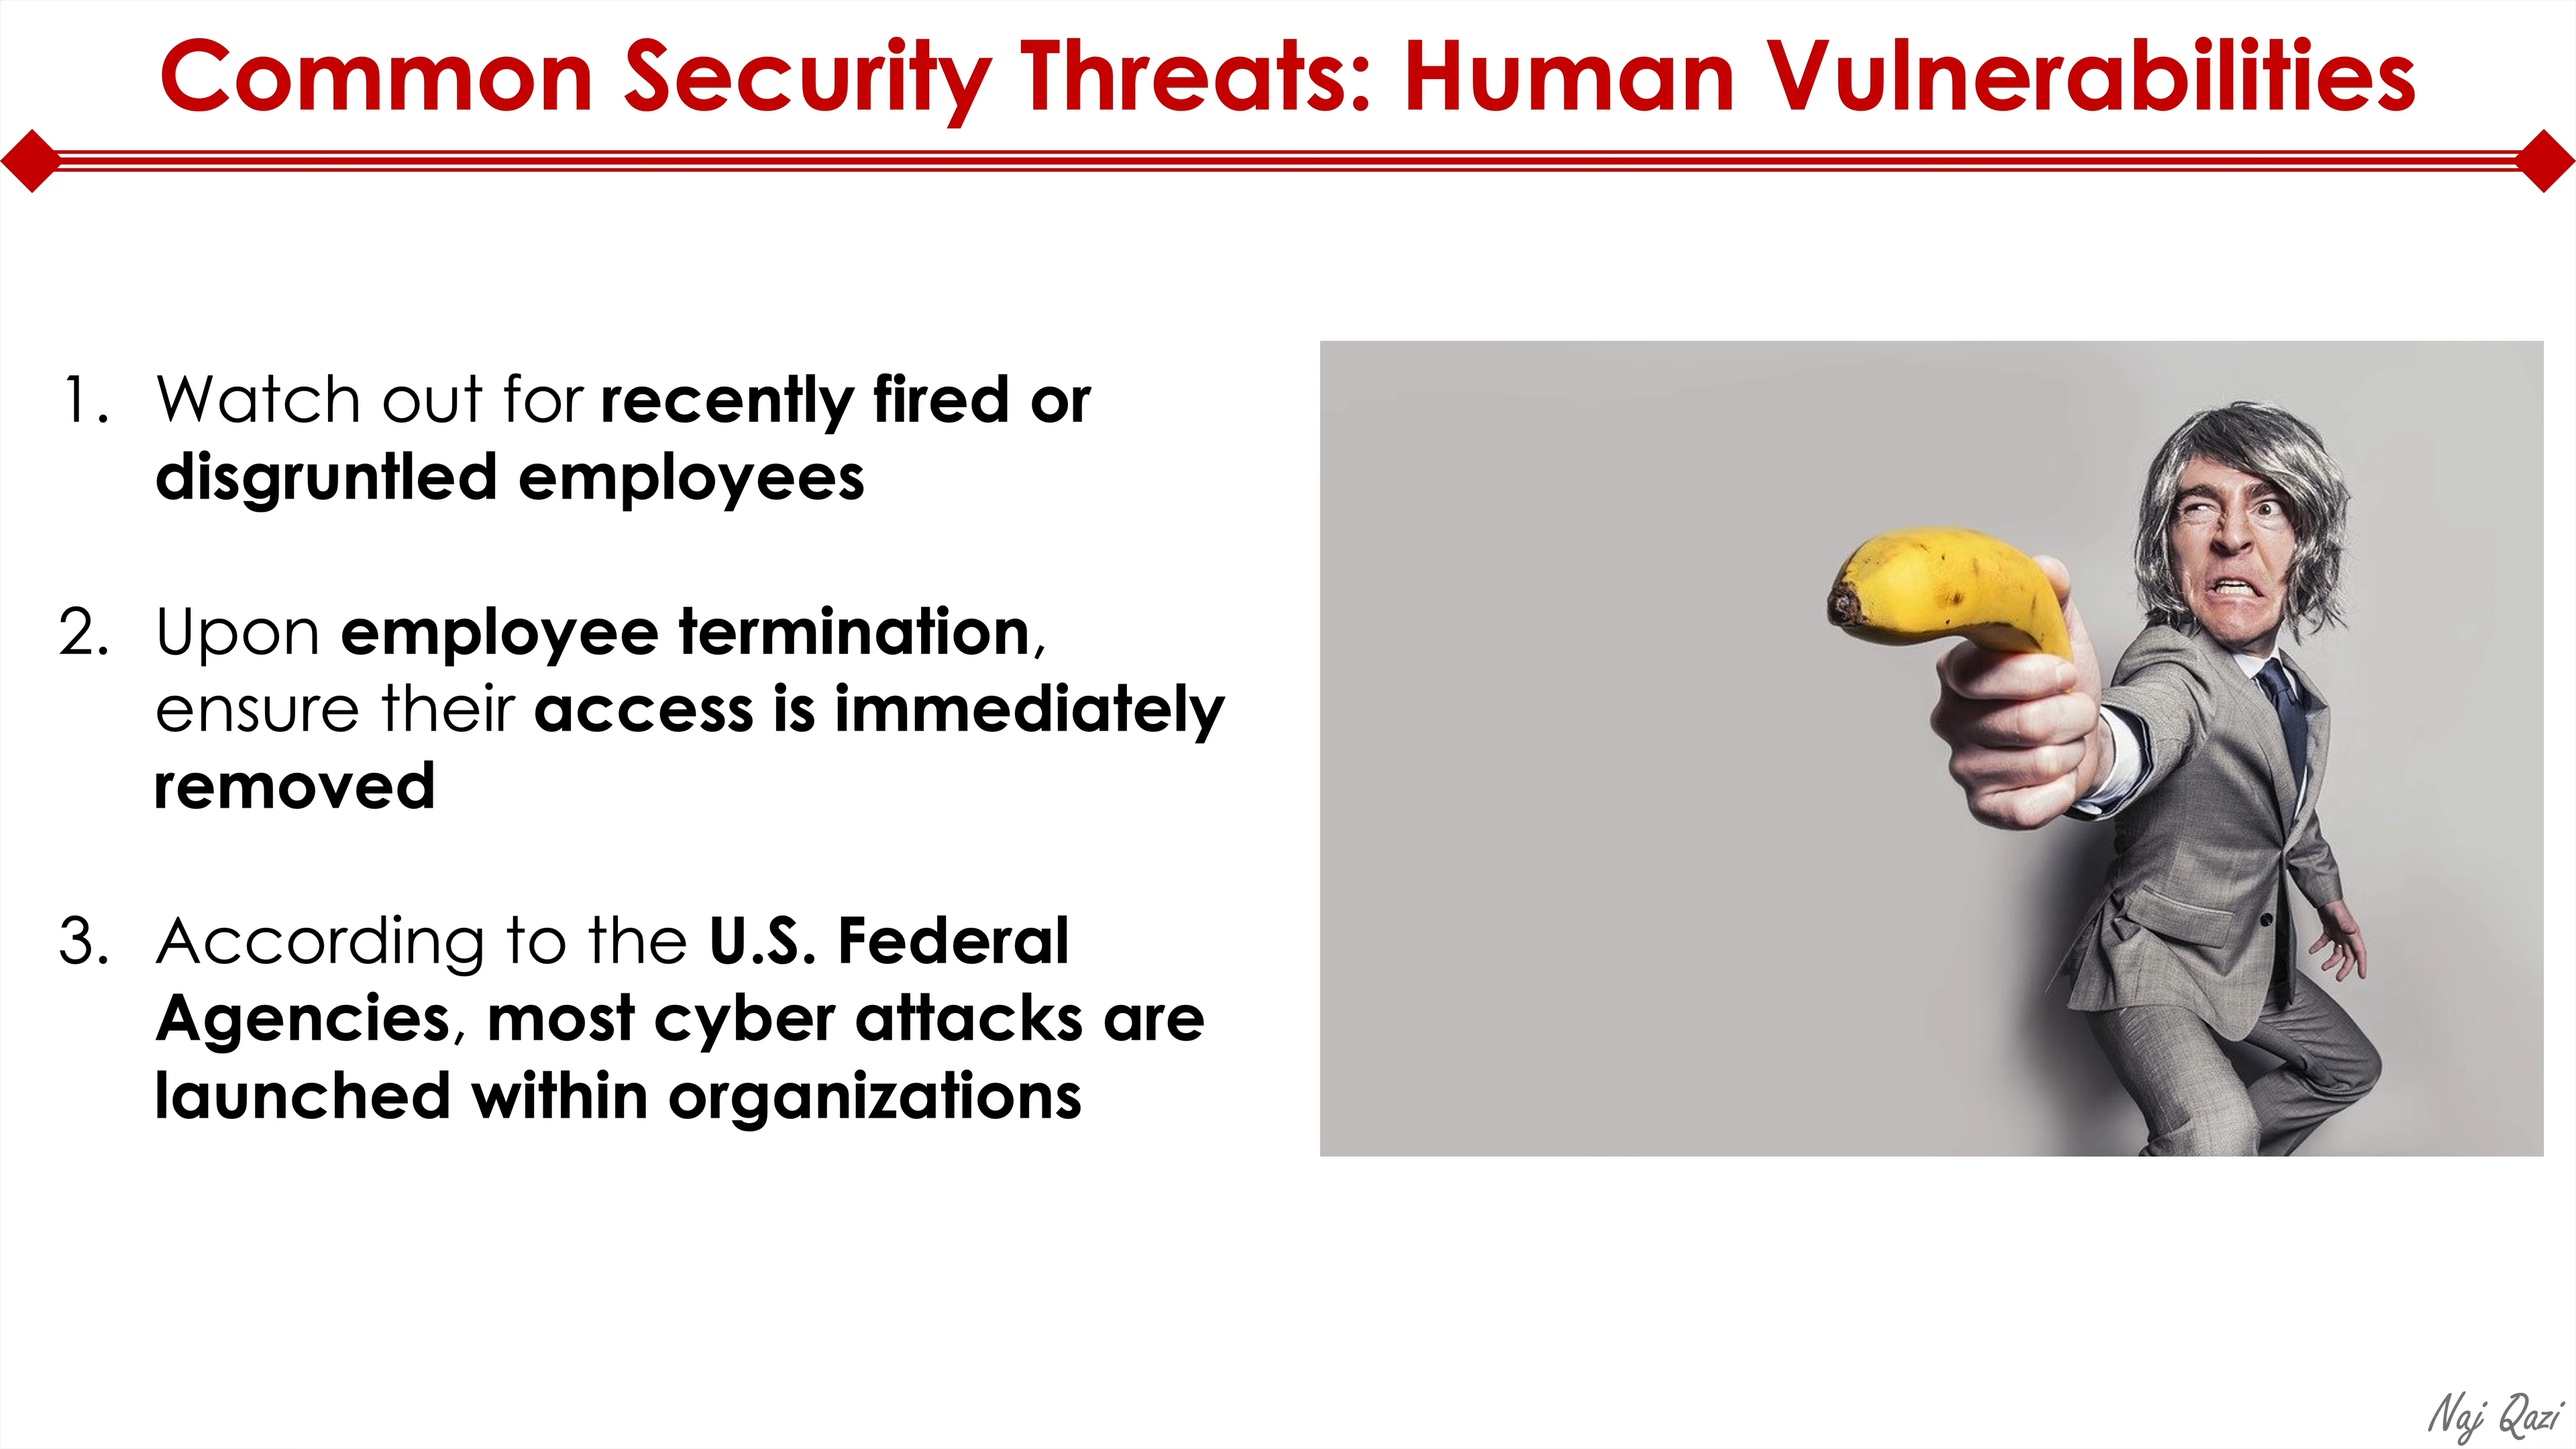 Common Security Threats: Human Vulnerabilities
1. Watch out for recently fired or
disgruntled employees
2. Upon employee termination,
ensure their access is immediately
removed
3. According to the U.S. Federal
Agencies, most cyber attacks are
launched within organizations
Naj Qazi